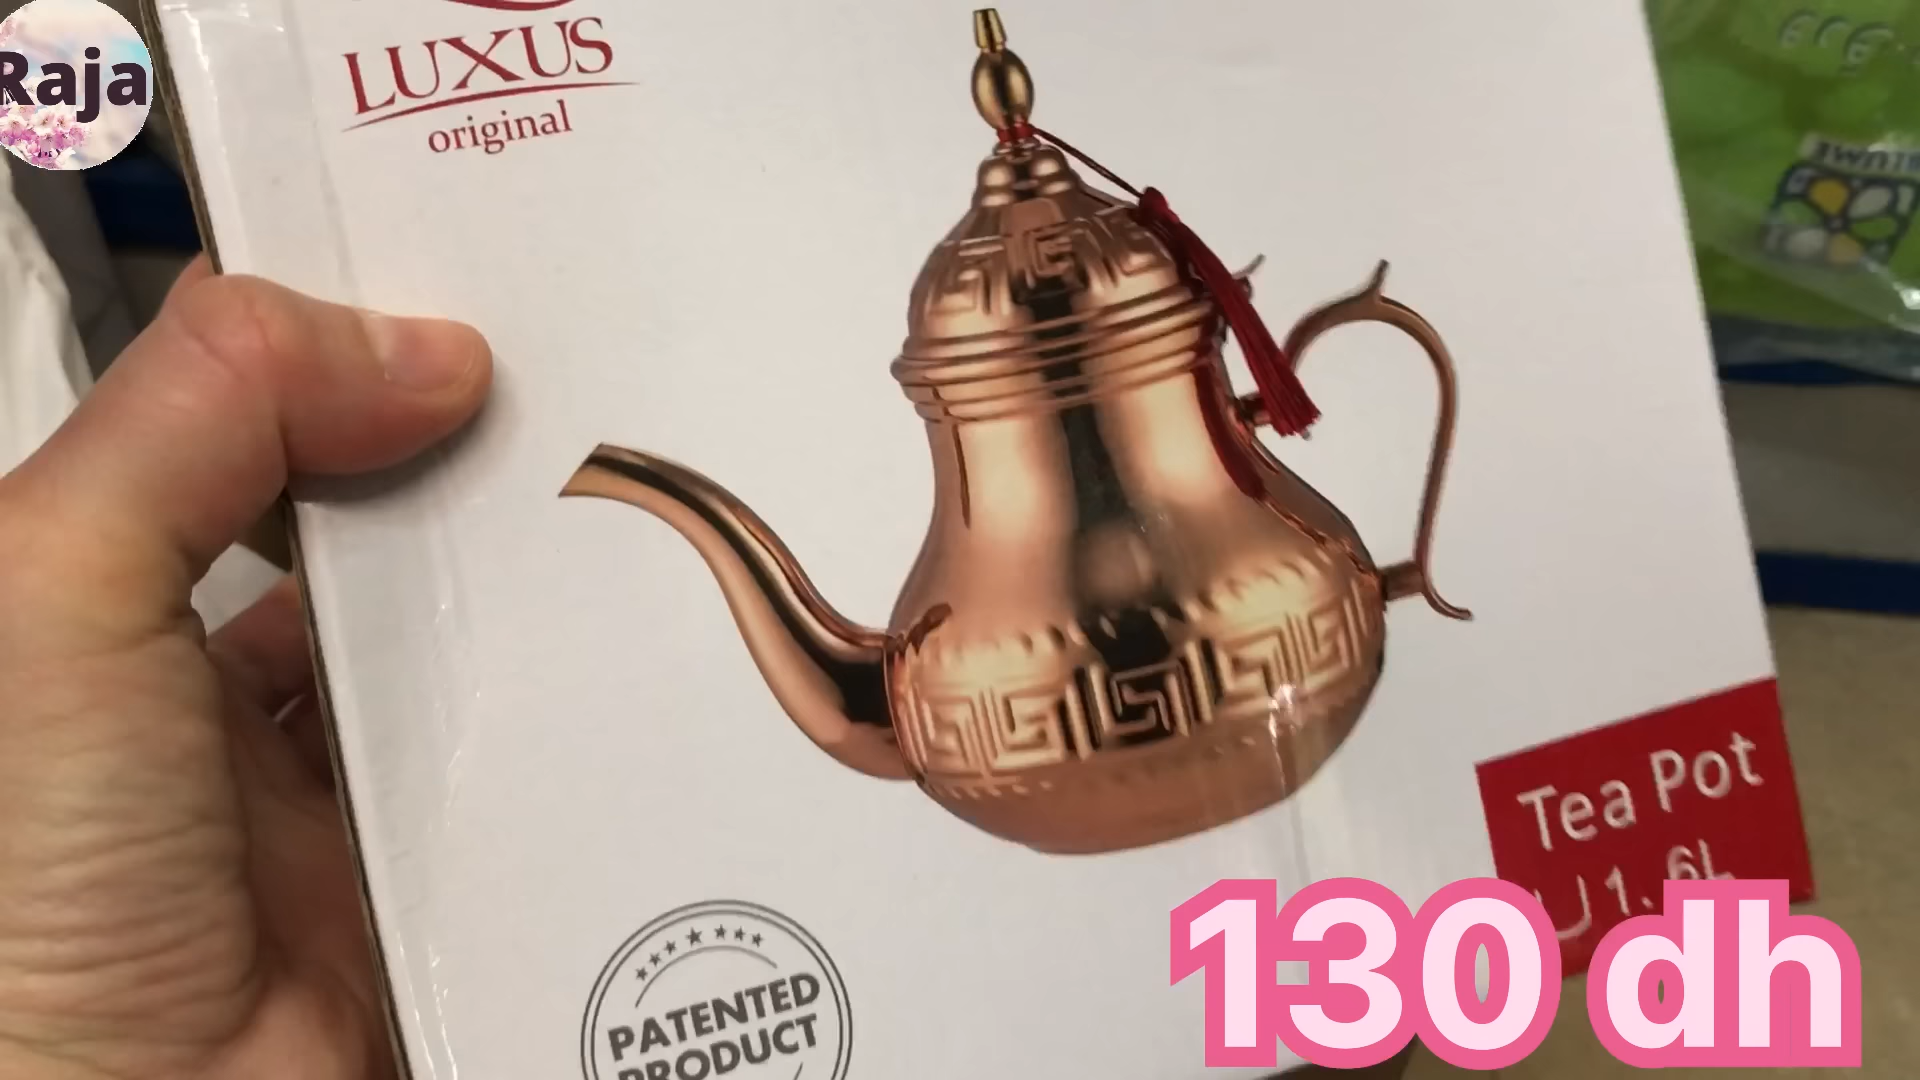 Raja
LUXUS
original
Tea Pot
1.6L
130 dh
PATENTED
PRODUCT